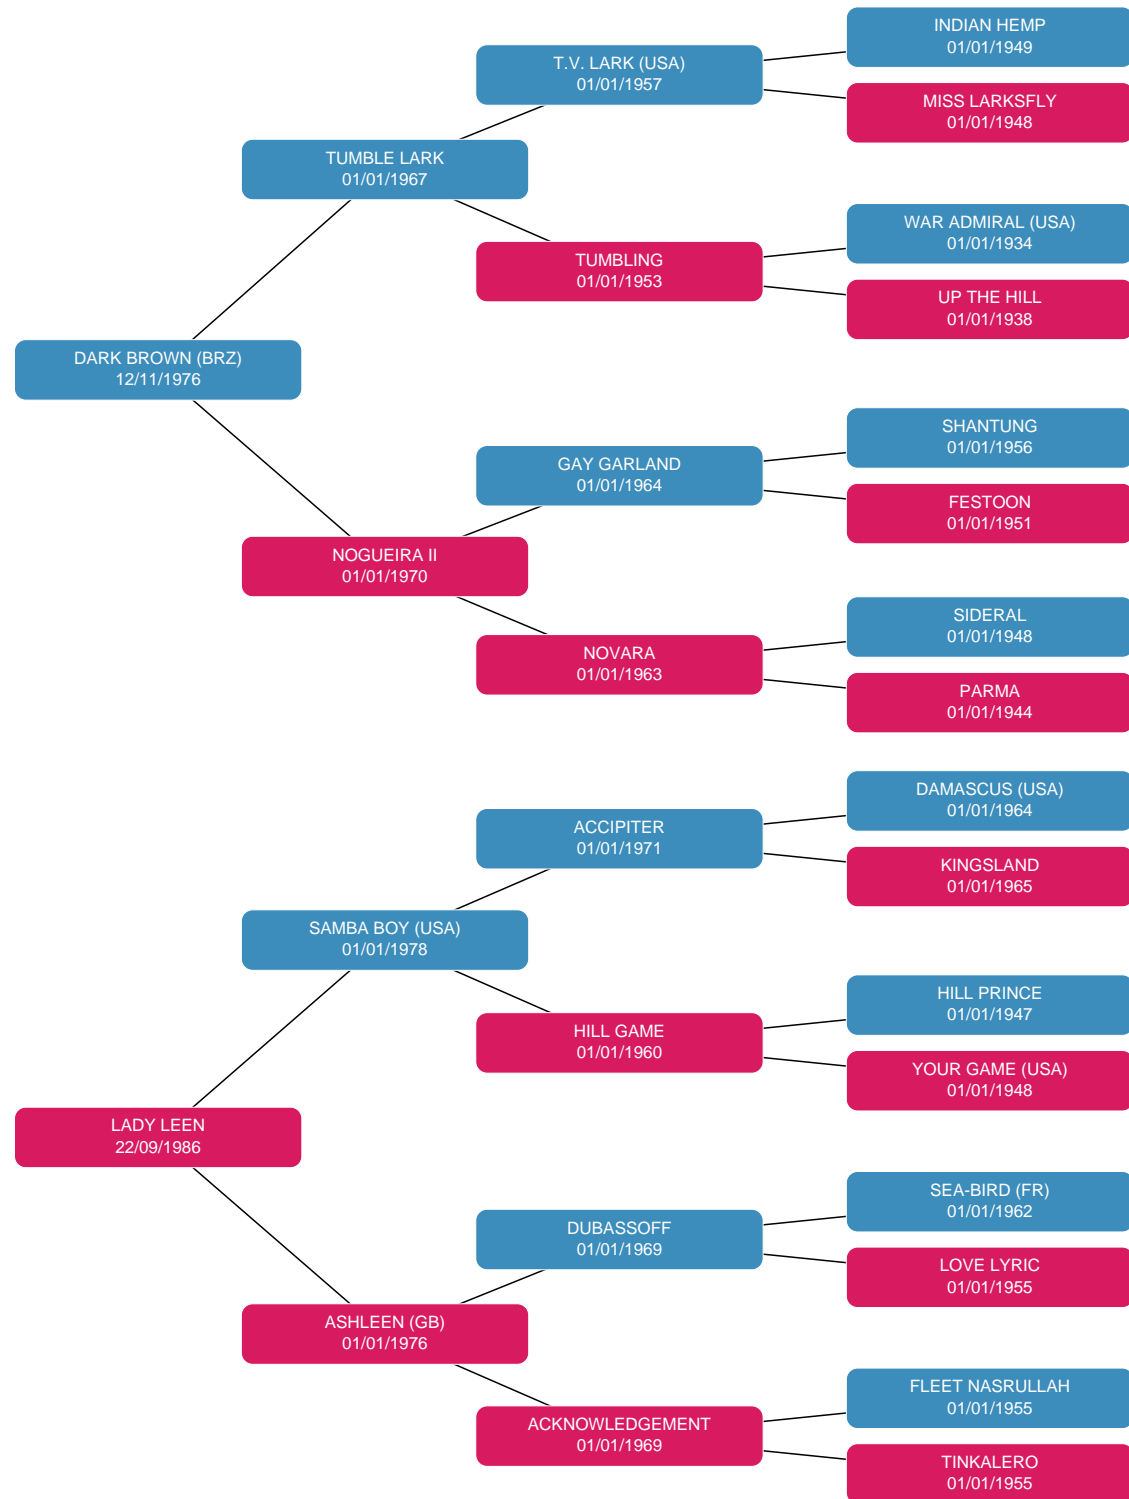 INDIAN HEMP
01/01/1949
T.V. LARK (USA)
01/01/1957
MISS LARKSFLY
01/01/1948
TUMBLE LARK
01/01/1967
WAR ADMIRAL (USA)
01/01/1934
TUMBLING
01/01/1953
UP THE HILL
01/01/1938
DARK BROWN (BRZ)
12/11/1976
SHANTUNG
01/01/1956
GAY GARLAND
01/01/1964
FESTOON
01/01/1951
NOGUEIRA II
01/01/1970
SIDERAL
01/01/1948
NOVARA
01/01/1963
PARMA
01/01/1944
DAMASCUS (USA)
01/01/1964
ACCIPITER
01/01/1971
KINGSLAND
01/01/1965
SAMBA BOY (USA)
01/01/1978
HILL PRINCE
01/01/1947
HILL GAME
01/01/1960
YOUR GAME (USA)
01/01/1948
LADY LEEN
22/09/1986
SEA-BIRD (FR)
01/01/1962
DUBASSOFF
01/01/1969
LOVE LYRIC
01/01/1955
ASHLEEN (GB)
01/01/1976
FLEET NASRULLAH
01/01/1955
ACKNOWLEDGEMENT
01/01/1969
TINKALERO
01/01/1955